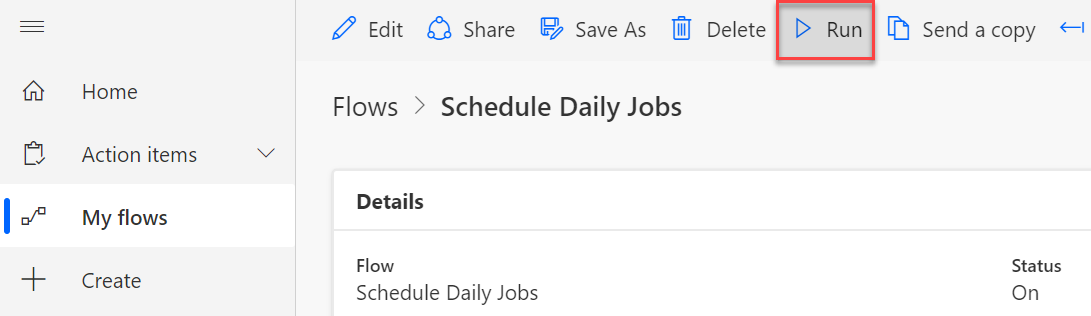 Edit Share Save As Delete Run Send a copy
Home
Action items
My flows
Create
Flows > Schedule Daily Jobs
Details
Flow
Schedule Daily Jobs
Status
On